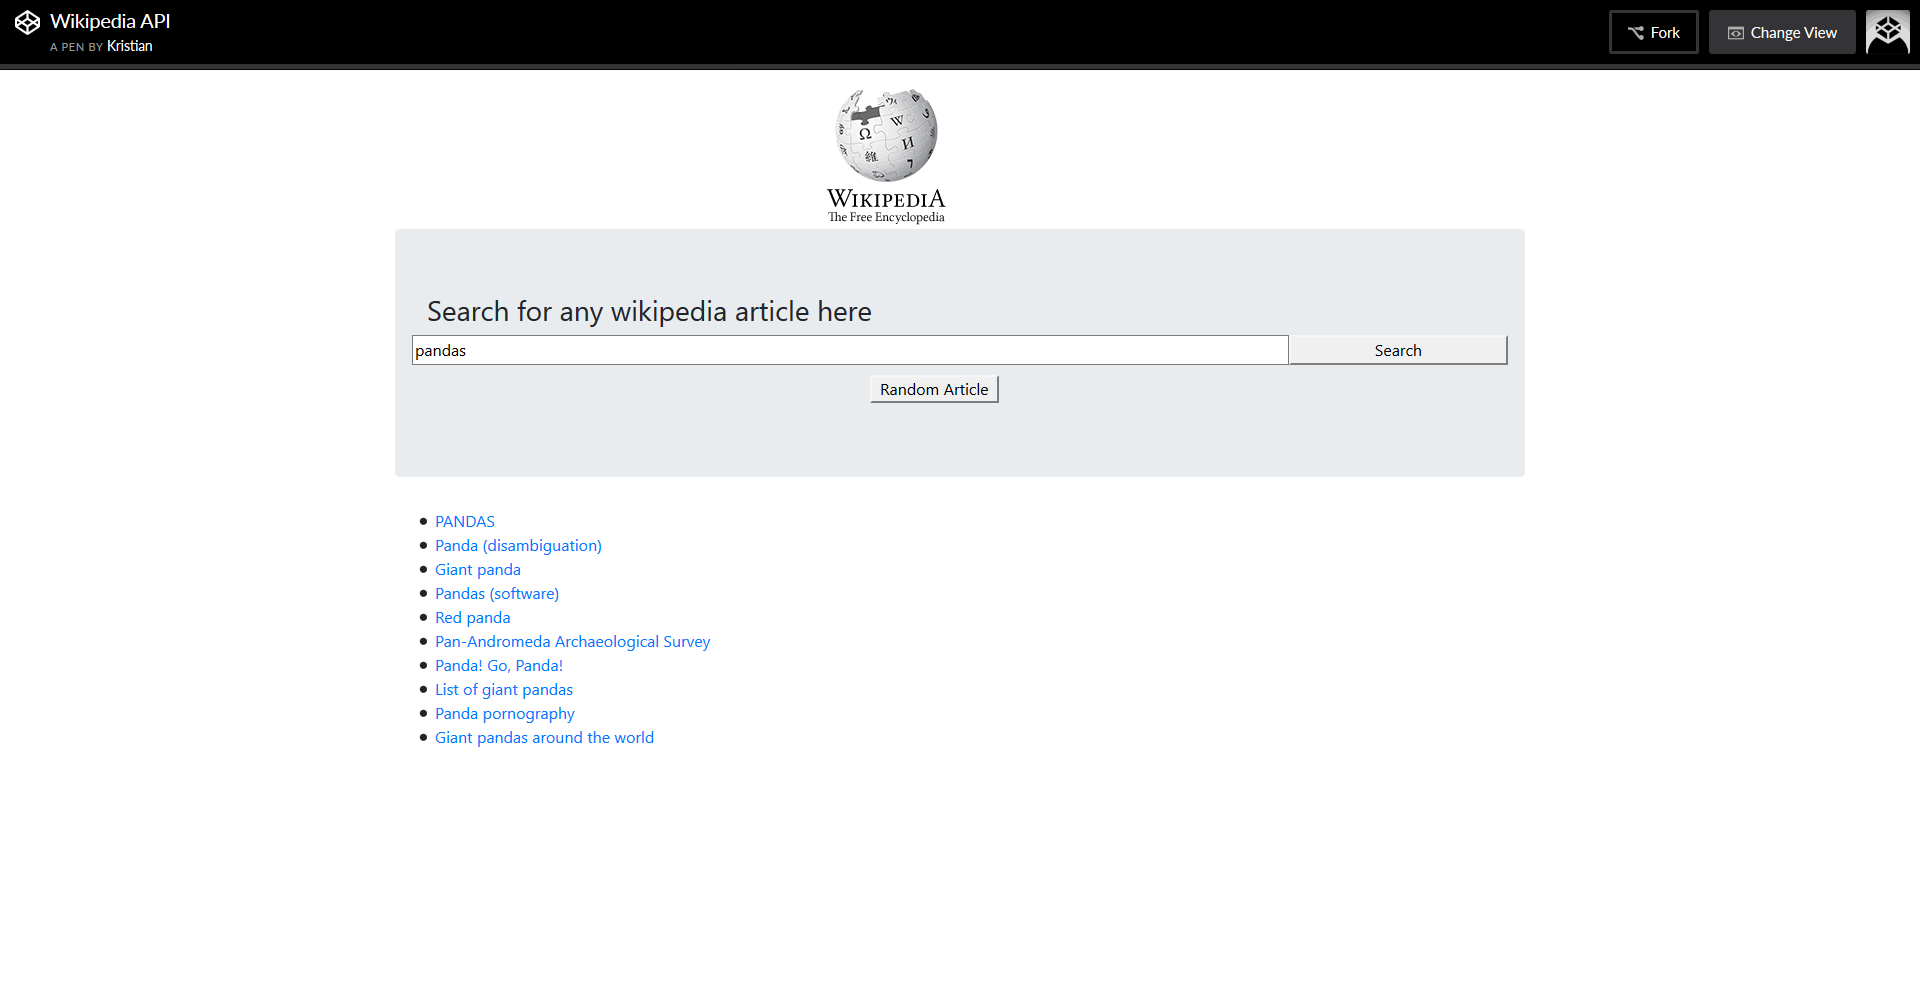 Wikipedia API
A PEN BY Kristian
Fork
Change View
Ω W И 維 7
WIKIPEDIA
The Free Encyclopedia
Search for any wikipedia article here
pandas
Search
Random Article
PANDAS
Panda (disambiguation)
Giant panda
Pandas (software)
Red panda
Pan-Andromeda Archaeological Survey
Panda! Go, Panda!
List of giant pandas
Panda pornography
Giant pandas around the world